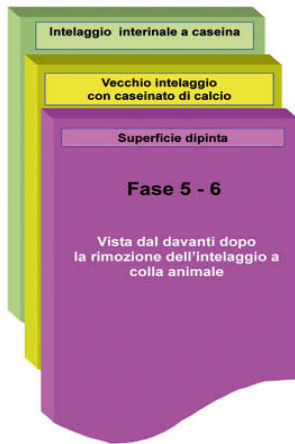 Intelaggio interinale a caseina
Vecchio intelaggio
con caseinato di calcio
Superficie dipinta
Fase 5 - 6
Vista dal davanti dopo
la rimozione dell'intelaggio a
colla animale